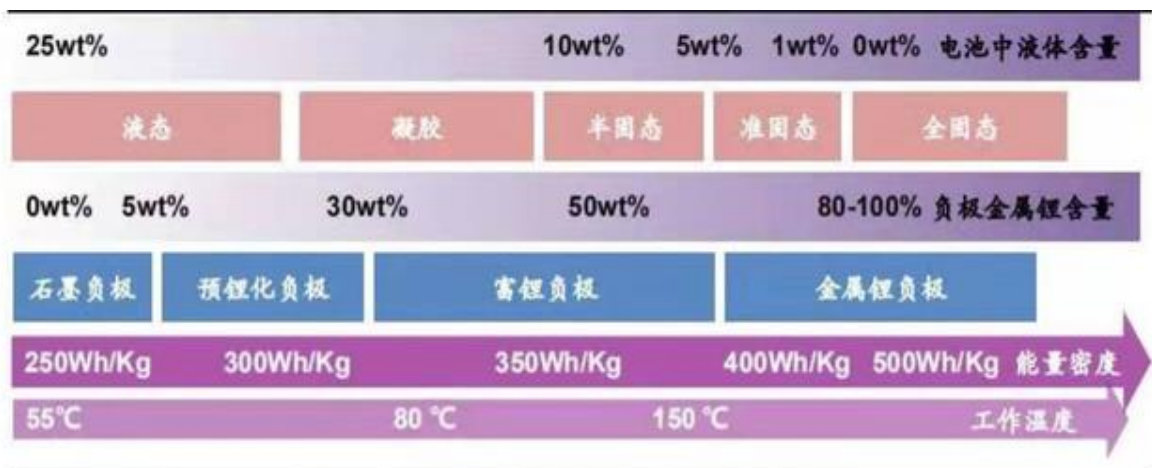 25wt% 10wt% 5wt% 1wt% 0wt% 电池中液体含量
液态 凝胶 半固态 准固态 全固态
0wt% 5wt% 30wt% 50wt% 80-100% 负极金属锂含量
石墨负极 预锂化负极 富锂负极 金属锂负极
250Wh/Kg 300Wh/Kg 350Wh/Kg 400Wh/Kg 500Wh/Kg 能量密度
55℃ 80 ℃ 150 ℃ 工作温度